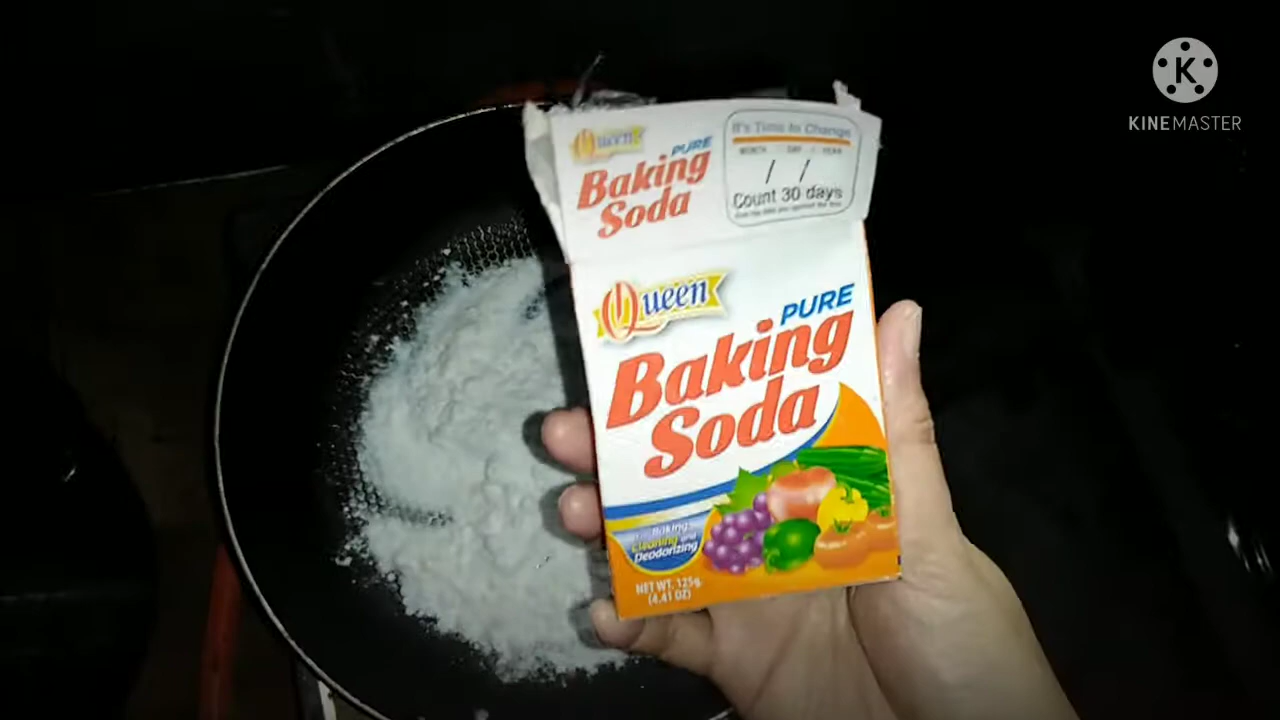 KINEMASTER
Queen
PURE
Baking
Soda
It's Time to Change
MONTH DAY YEAR
/ /
Count 30 days
Queen
PURE
Baking
Soda
Baking
Cleaning and
Deodorizing
NET WT. 125g
(4.41 OZ)